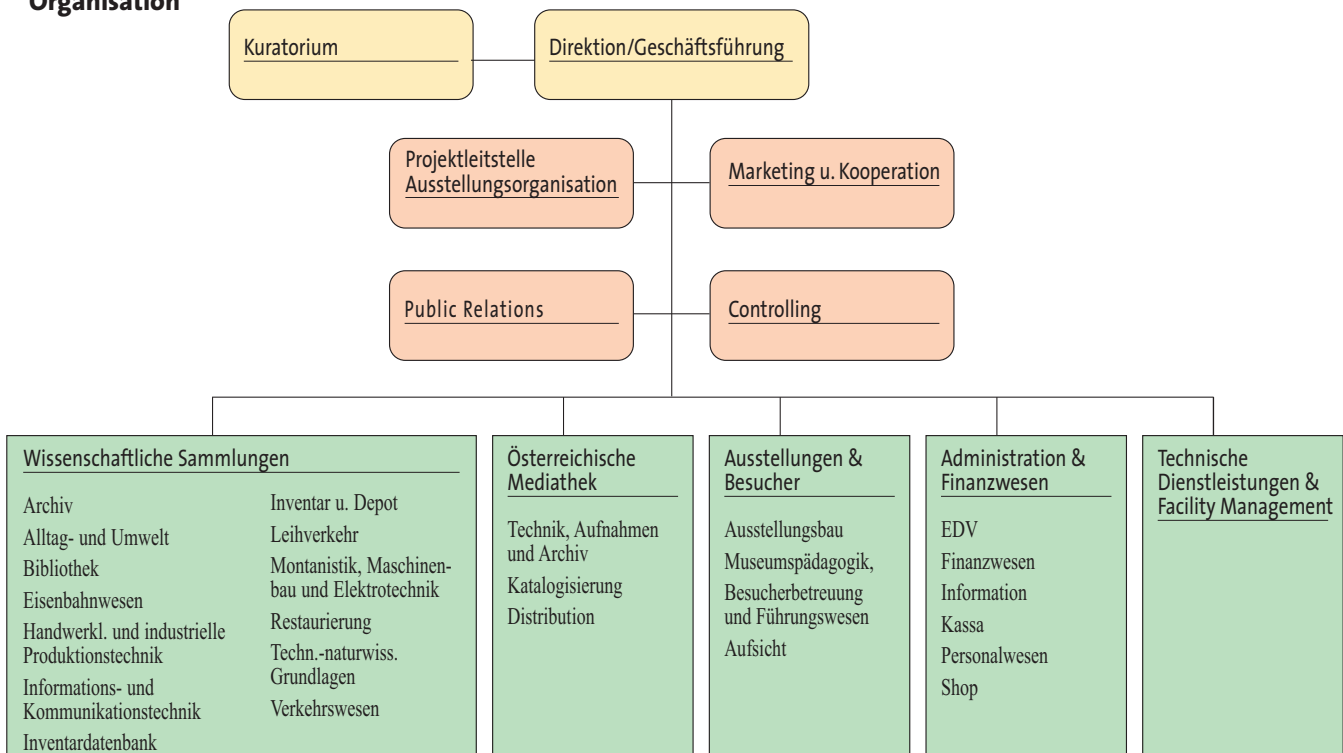 Organisation
Kuratorium
Direktion/Geschäftsführung
Projektleitstelle
Ausstellungsorganisation
Marketing u. Kooperation
Public Relations
Controlling
Wissenschaftliche Sammlungen
Archiv
Alltag- und Umwelt
Bibliothek
Eisenbahnwesen
Handwerkl. und industrielle
Produktionstechnik
Informations- und
Kommunikationstechnik
Inventardatenbank
Inventar u. Depot
Leihverkehr
Montanistik, Maschinen-
bau und Elektrotechnik
Restaurierung
Techn.-naturwiss.
Grundlagen
Verkehrswesen
Österreichische
Mediathek
Technik, Aufnahmen
und Archiv
Katalogisierung
Distribution
Ausstellungen &
Besucher
Ausstellungsbau
Museumspädagogik,
Besucherbetreuung
und Führungswesen
Aufsicht
Administration &
Finanzwesen
EDV
Finanzwesen
Information
Kassa
Personalwesen
Shop
Technische
Dienstleistungen &
Facility Management